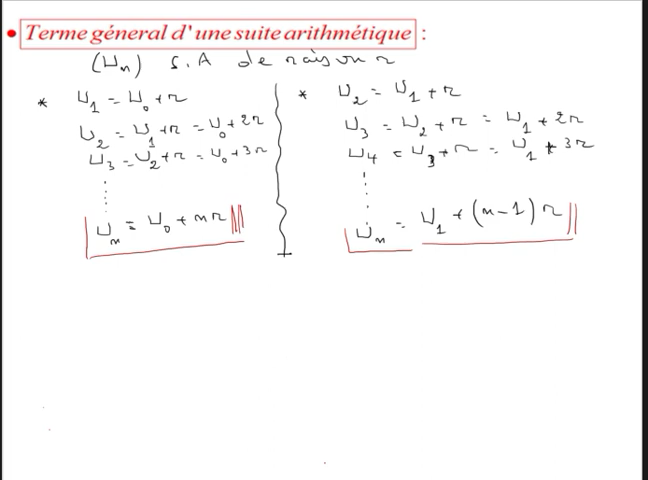 • Terme géneral d'une suite arithmétique :
(Un) S.A de raison r
* U1 = U0 + r
U2 = U1 + r = U0 + 2r
U3 = U2 + r = U0 + 3r
Un = U0 + nr
* U2 = U1 + r
U3 = U2 + r = U1 + 2r
U4 = U3 + r = U1 + 3r
Un = U1 + (n-1) r